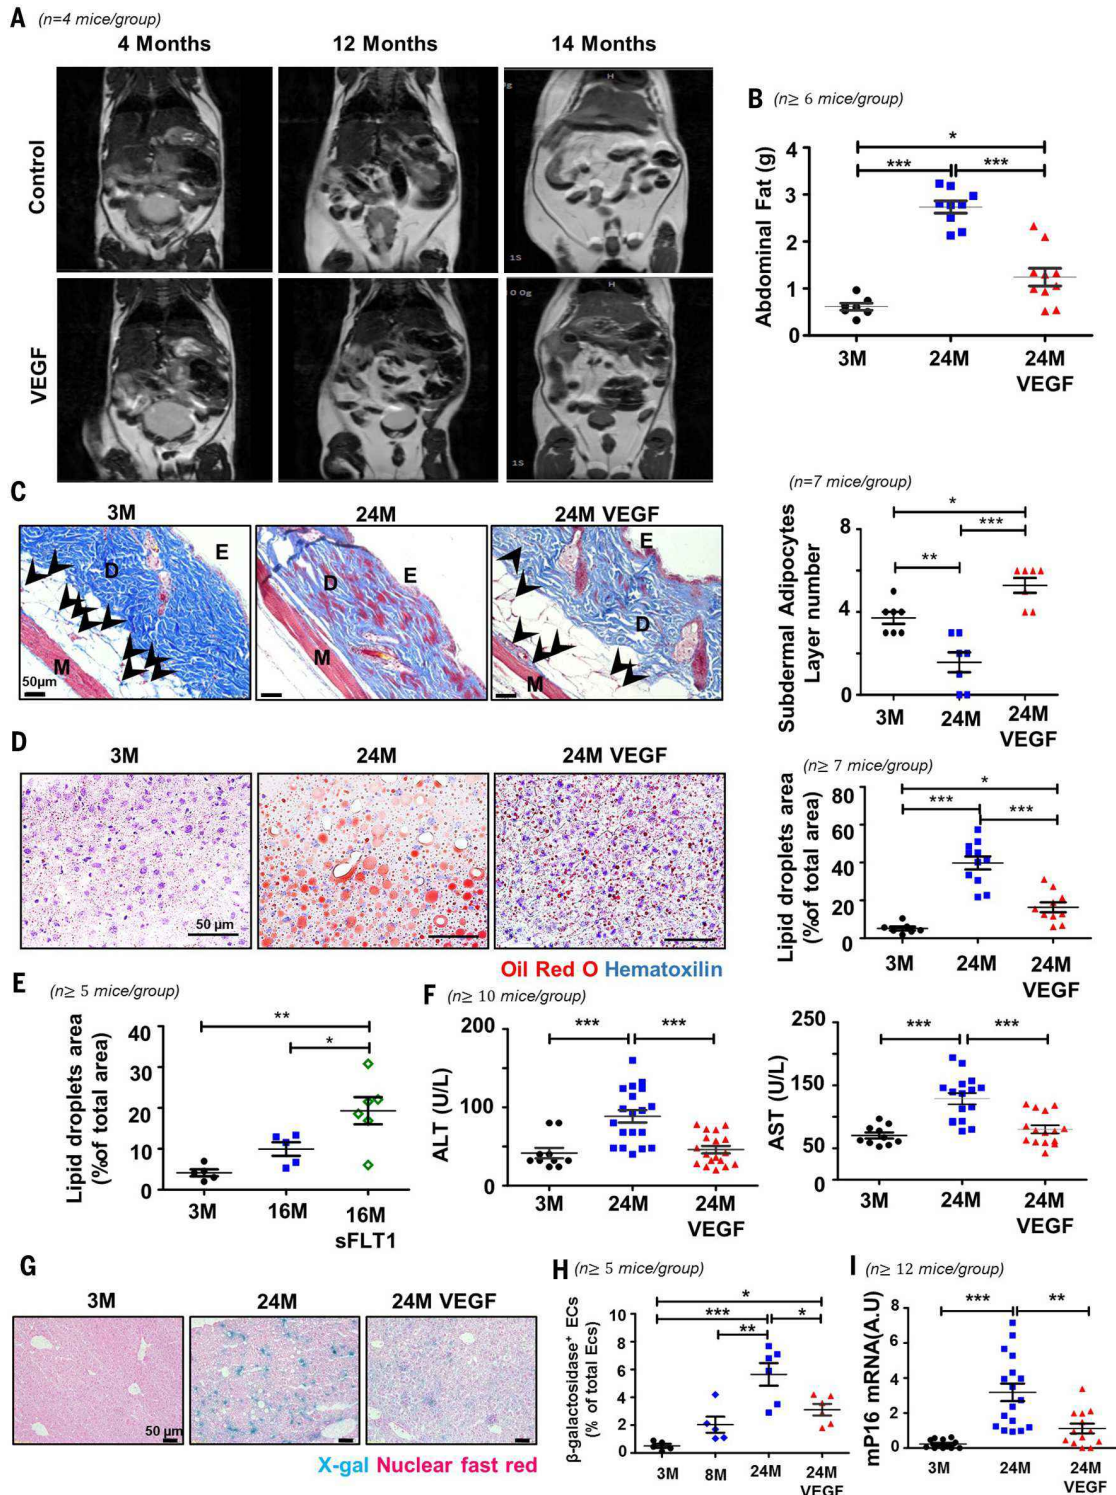 A (n=4 mice/group)
4 Months 12 Months 14 Months
Control
VEGF
H
1S
H
1S
B (n≥ 6 mice/group)
*
*** ***
Abdominal Fat (g)
4
3
2
1
0
3M 24M 24M
VEGF
C
3M 24M 24M VEGF
D E M
50µm
D E M
E D M
(n=7 mice/group)
*
***
**
Subdermal Adipocytes
Layer number
8
4
0
3M 24M 24M
VEGF
D
3M 24M 24M VEGF
50 µm
Oil Red O Hematoxilin
(n≥ 7 mice/group)
*
*** ***
Lipid droplets area
(%of total area)
80
60
40
20
0
3M 24M 24M
VEGF
E (n≥ 5 mice/group)
**
*
Lipid droplets area
(%of total area)
40
30
20
10
0
3M 16M 16M
sFLT1
F (n≥ 10 mice/group)
*** ***
ALT (U/L)
200
100
0
3M 24M 24M
VEGF
*** ***
AST (U/L)
250
150
50
0
3M 24M 24M
VEGF
G
3M 24M 24M VEGF
50 µm
X-gal Nuclear fast red
H (n≥ 5 mice/group)
*
*** *
**
β-galactosidase⁺ ECs
(% of total Ecs)
10
8
6
4
2
0
3M 8M 24M 24M
VEGF
I (n≥ 12 mice/group)
*** **
mP16 mRNA(A.U)
8
6
4
2
0
3M 24M 24M
VEGF